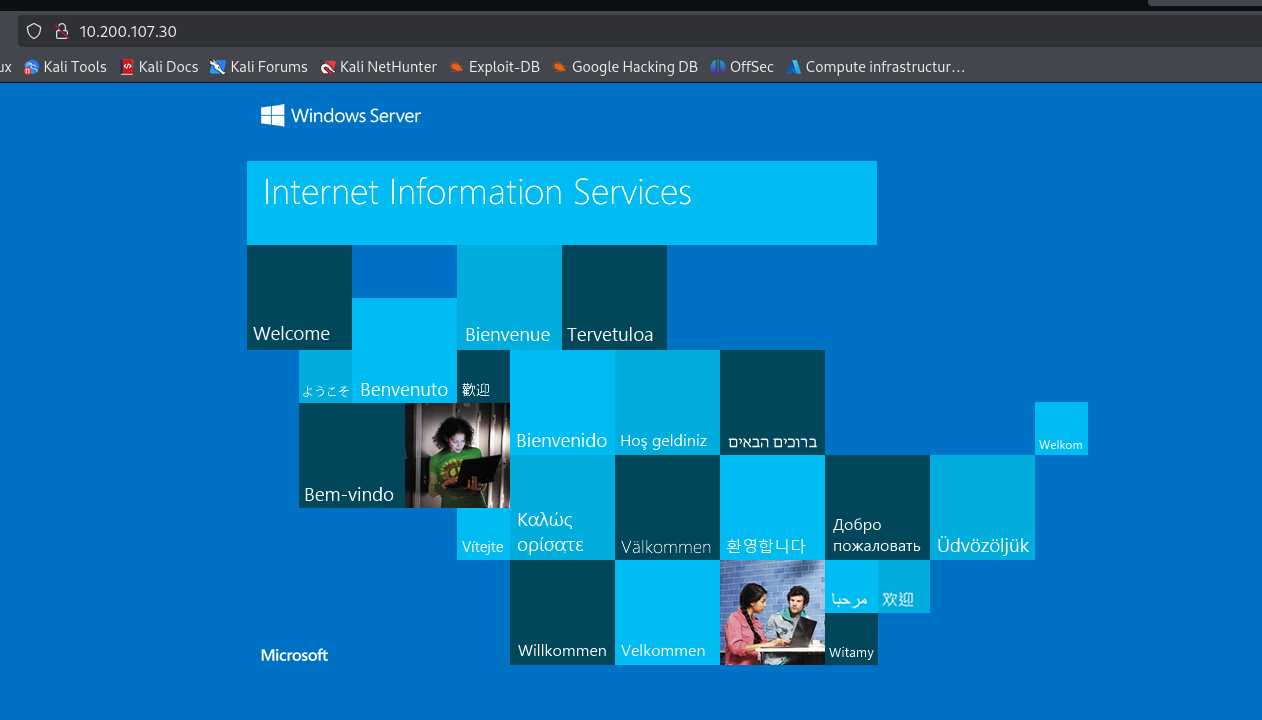 10.200.107.30
ux Kali Tools Kali Docs Kali Forums Kali NetHunter Exploit-DB Google Hacking DB OffSec Compute infrastructur…
Windows Server
Internet Information Services
Welcome
Bienvenue
Tervetuloa
ようこそ
Benvenuto
歡迎
Bienvenido
Hoş geldiniz
ברוכים הבאים
Welkom
Bem-vindo
Vítejte
Καλώς
ορίσατε
Välkommen
환영합니다
Добро
пожаловать
Üdvözöljük
مرحبا
欢迎
Willkommen
Velkommen
Witamy
Microsoft